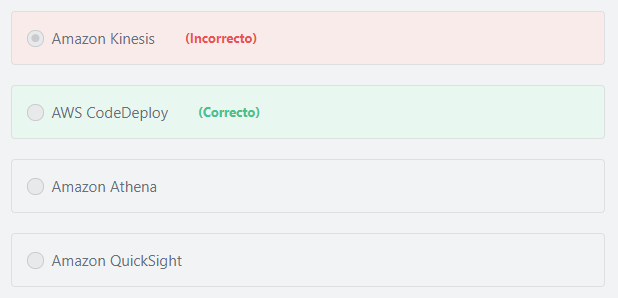 Amazon Kinesis (Incorrecto)
AWS CodeDeploy (Correcto)
Amazon Athena
Amazon QuickSight